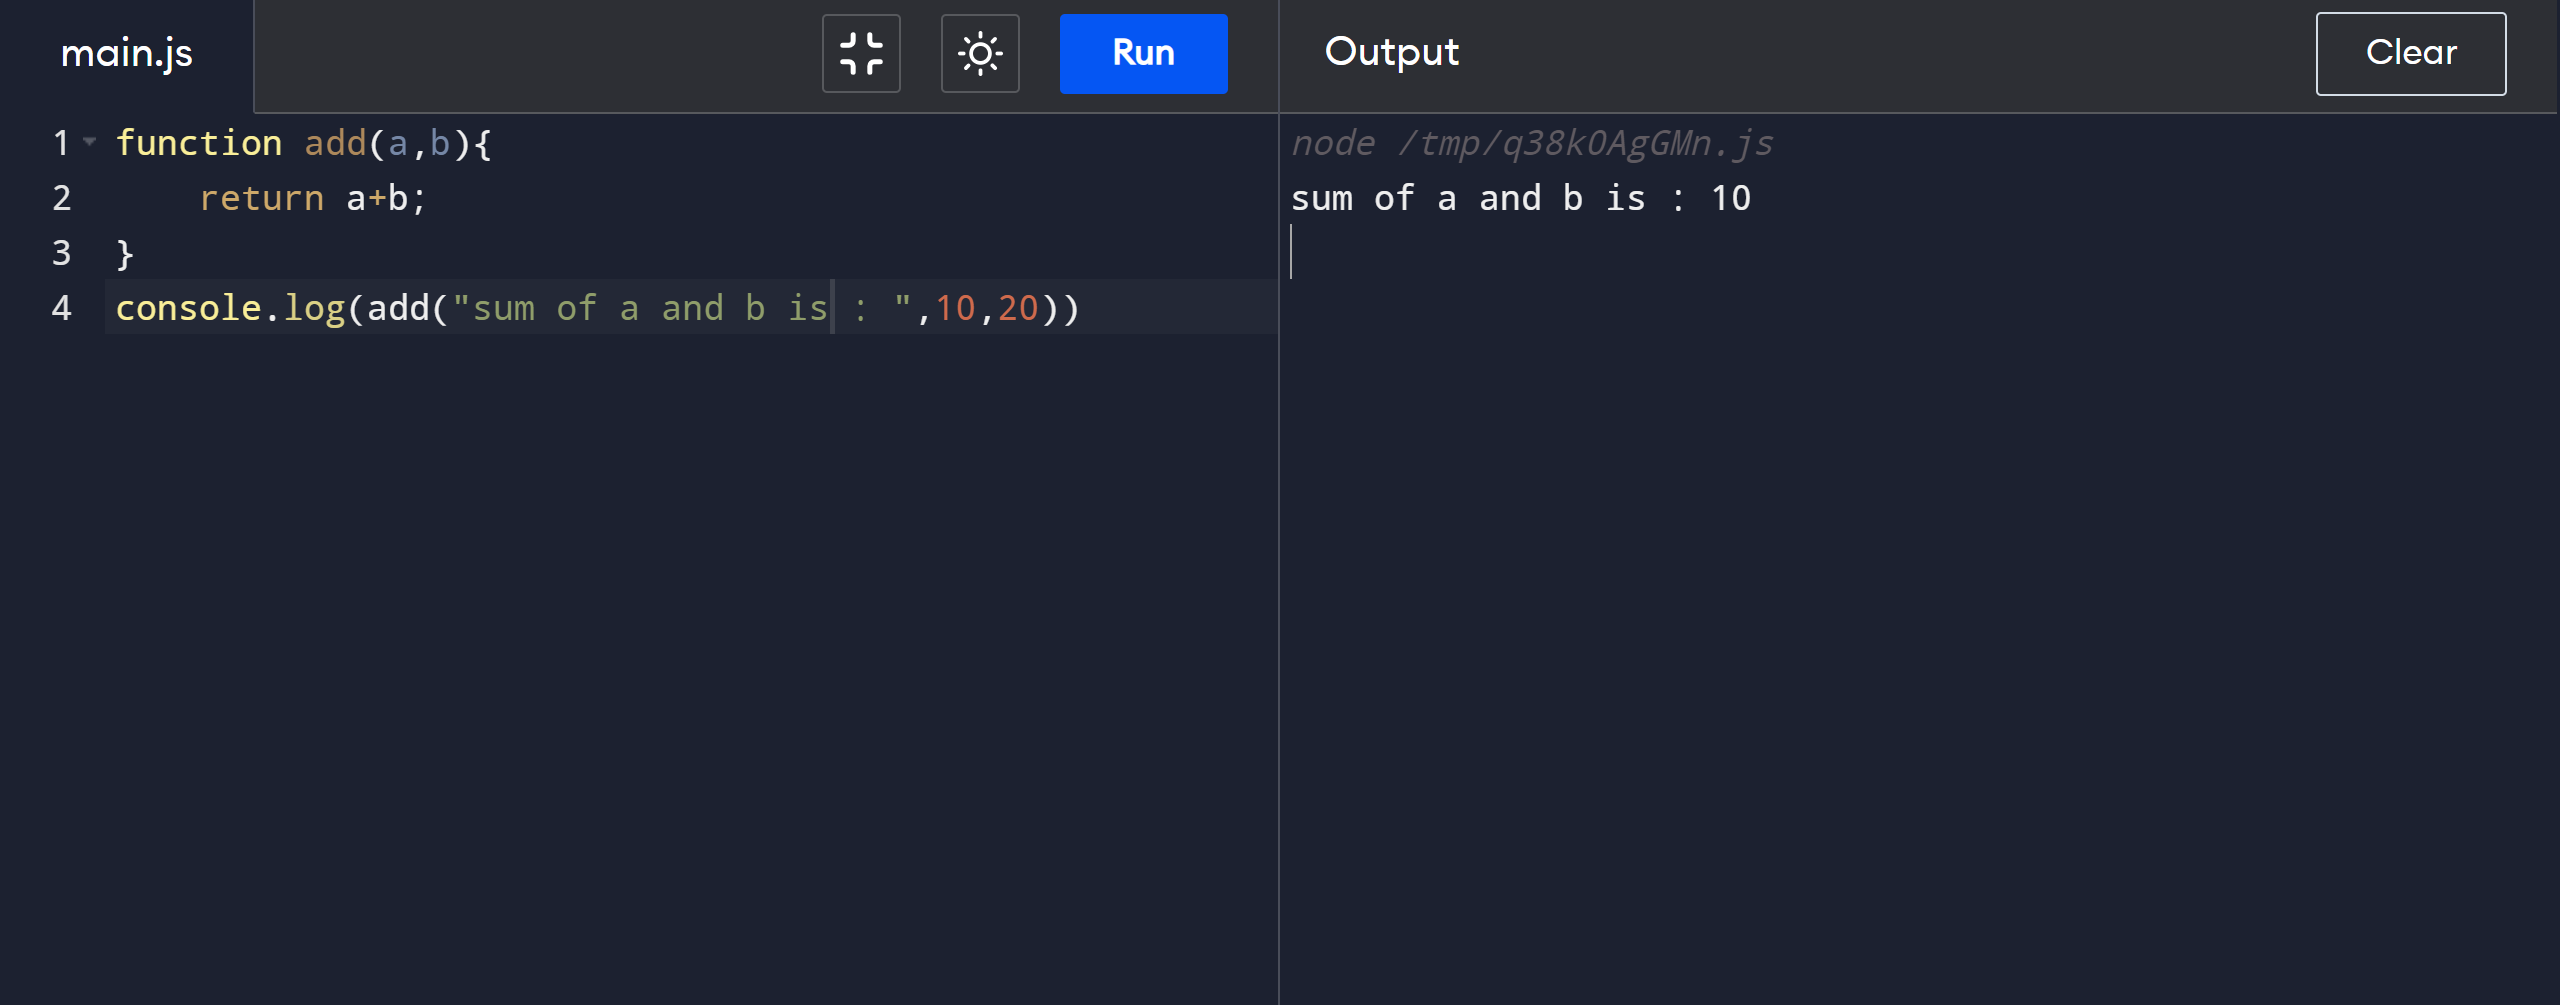 main.js
Run
Output
Clear
1 function add(a,b){
2     return a+b;
3 }
4 console.log(add("sum of a and b is : ",10,20))
node /tmp/q38kOAgGMn.js
sum of a and b is : 10